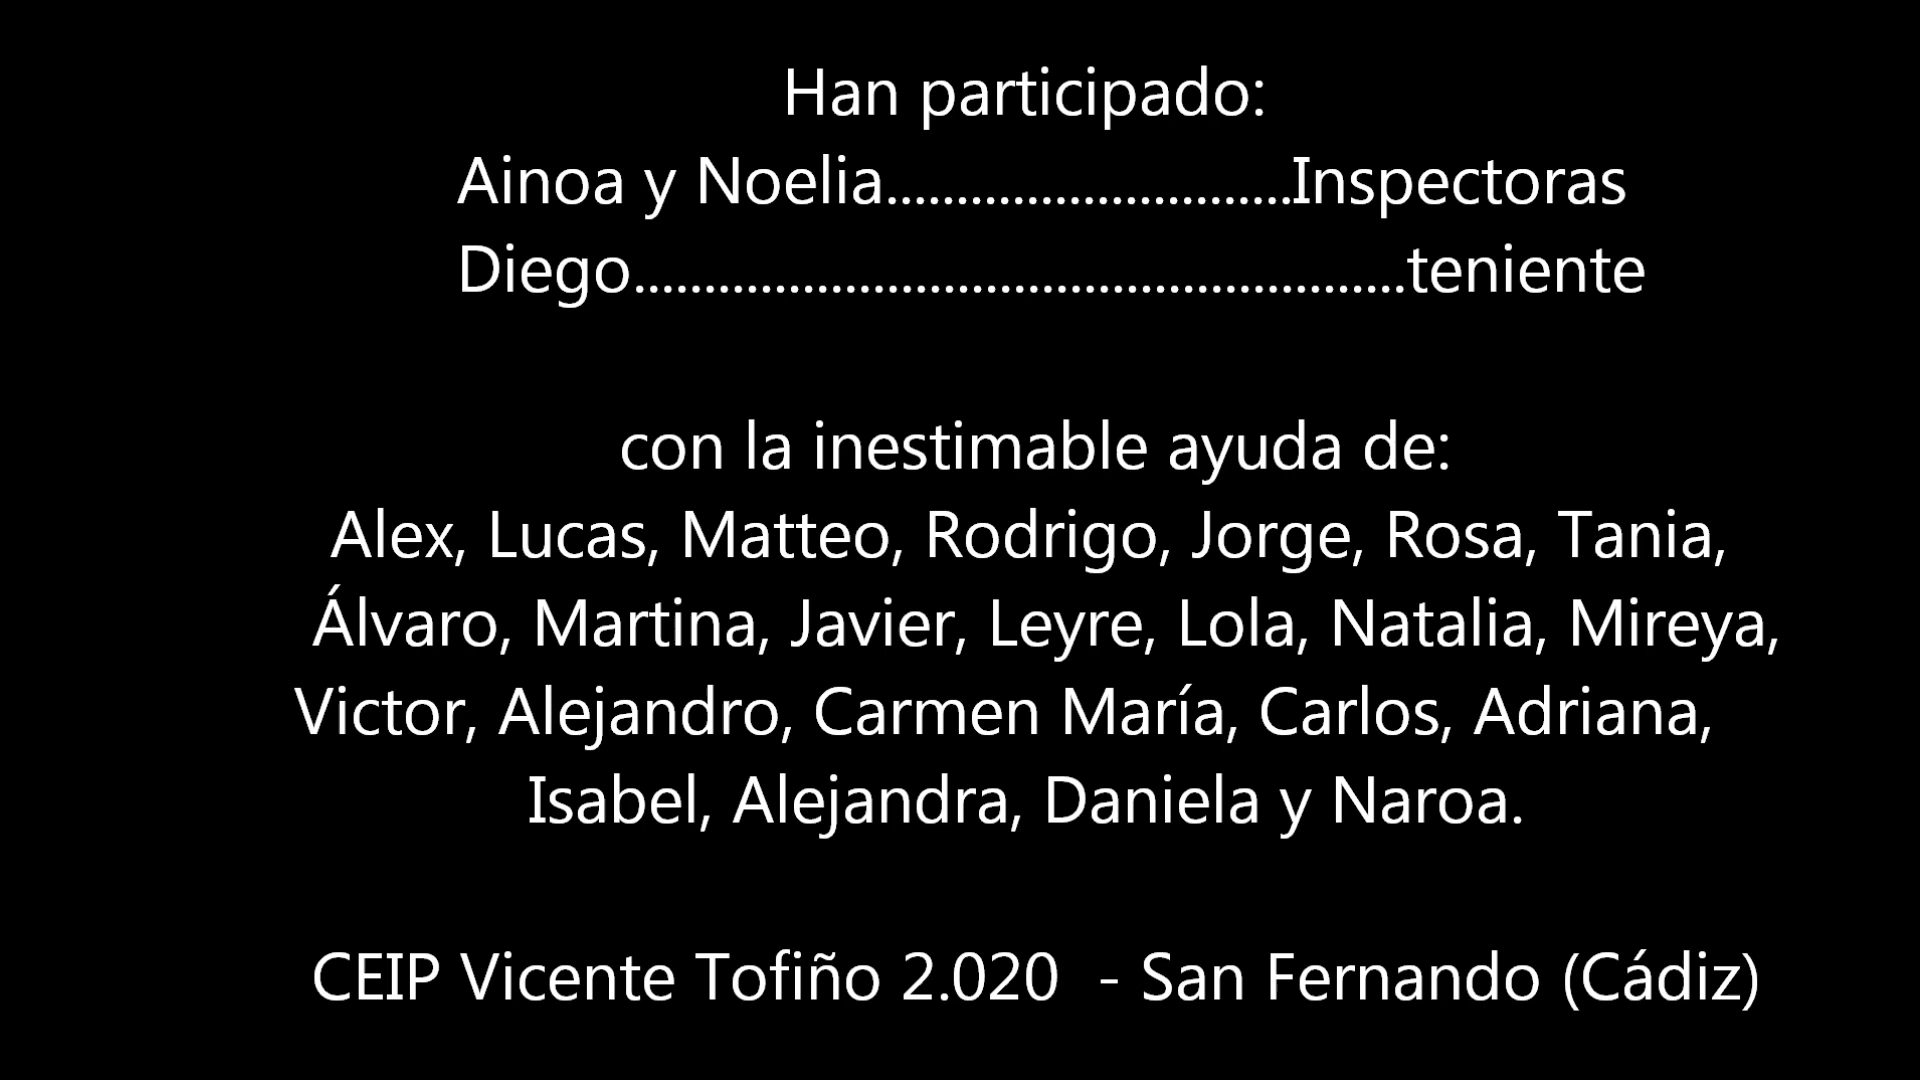 Han participado:
Ainoa y Noelia.............................Inspectoras
Diego.......................................................teniente
con la inestimable ayuda de:
Alex, Lucas, Matteo, Rodrigo, Jorge, Rosa, Tania,
Álvaro, Martina, Javier, Leyre, Lola, Natalia, Mireya,
Victor, Alejandro, Carmen María, Carlos, Adriana,
Isabel, Alejandra, Daniela y Naroa.
CEIP Vicente Tofiño 2.020  - San Fernando (Cádiz)